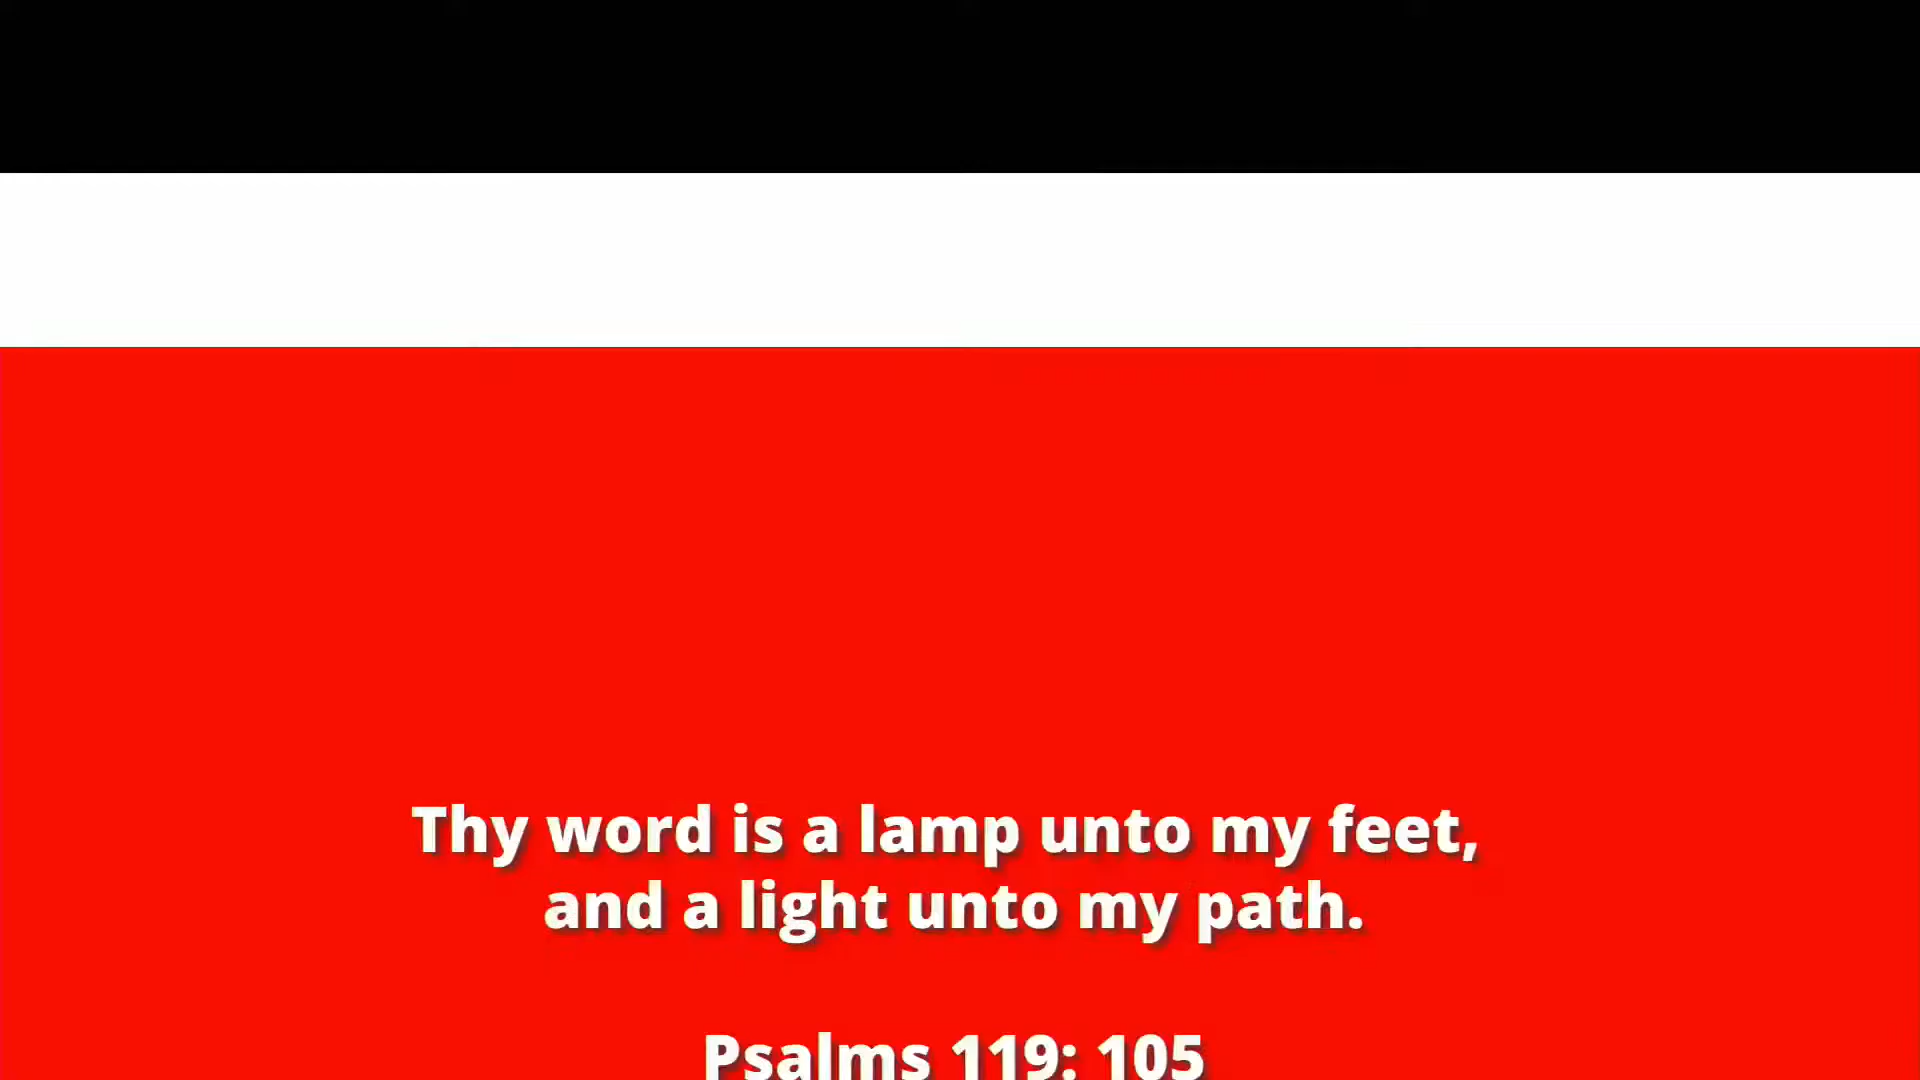 Thy word is a lamp unto my feet,
and a light unto my path.
Psalms 119: 105